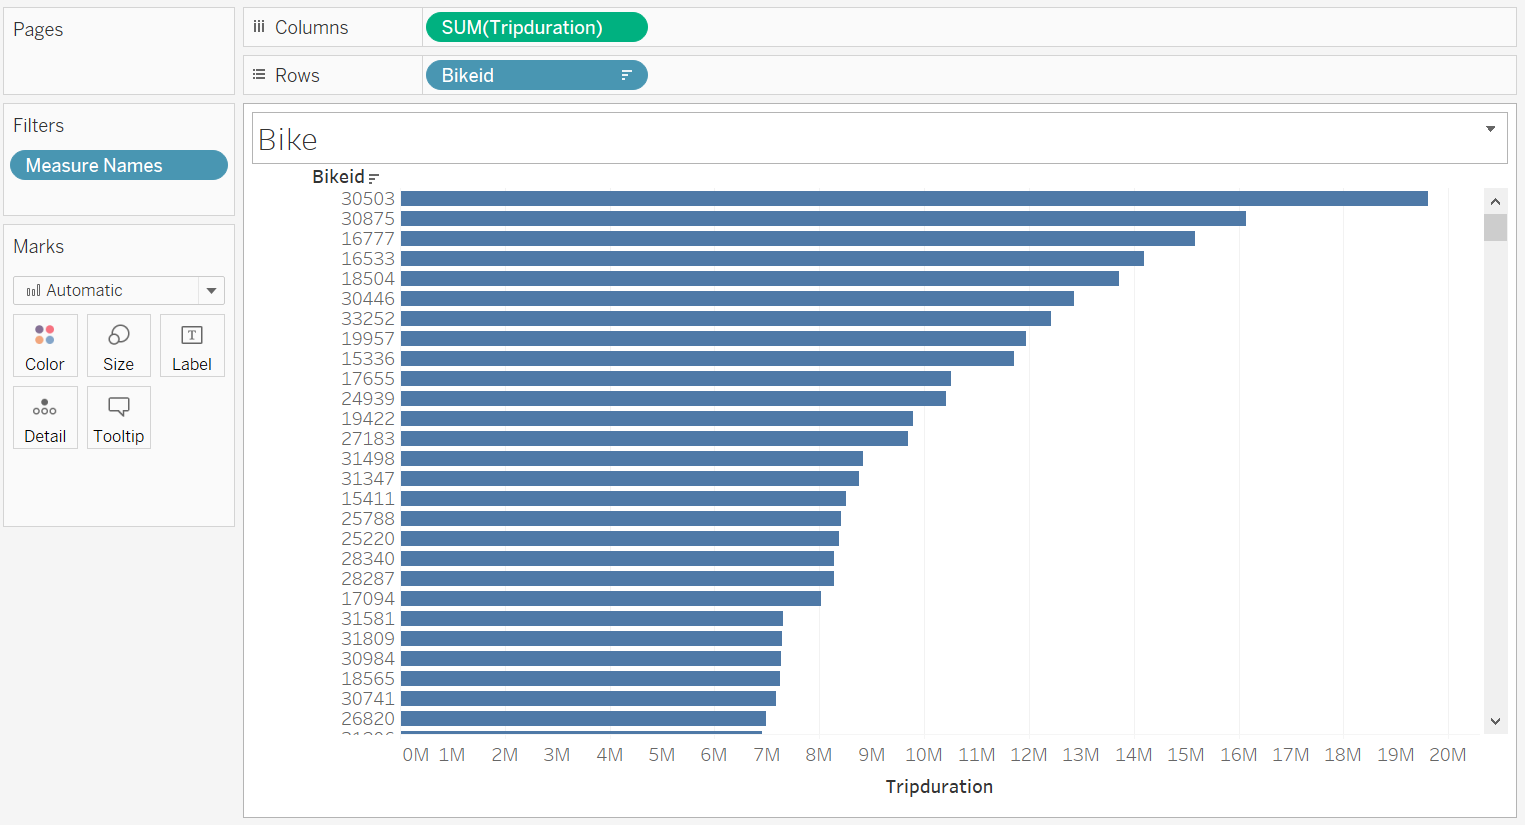 Pages
Columns
SUM(Tripduration)
Rows
Bikeid
Filters
Measure Names
Marks
Automatic
Color
Size
Label
Detail
Tooltip
Bike
Bikeid
30503
30875
16777
16533
18504
30446
33252
19957
15336
17655
24939
19422
27183
31498
31347
15411
25788
25220
28340
28287
17094
31581
31809
30984
18565
30741
26820
0M 1M 2M 3M 4M 5M 6M 7M 8M 9M 10M 11M 12M 13M 14M 15M 16M 17M 18M 19M 20M
Tripduration